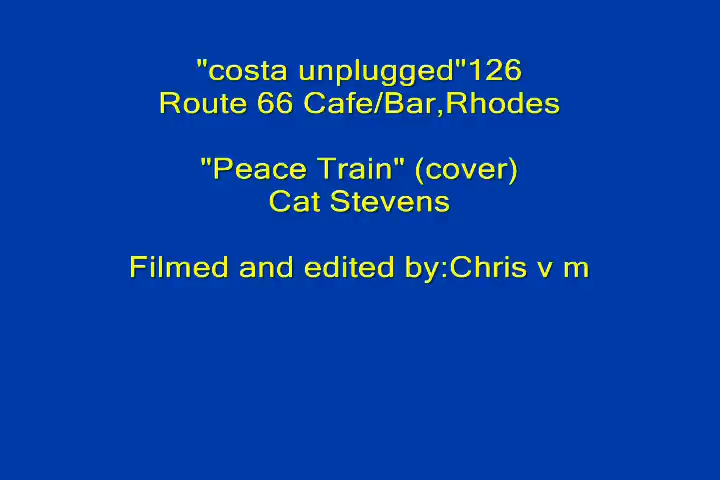 "costa unplugged"126
Route 66 Cafe/Bar,Rhodes
"Peace Train" (cover)
Cat Stevens
Filmed and edited by:Chris v m